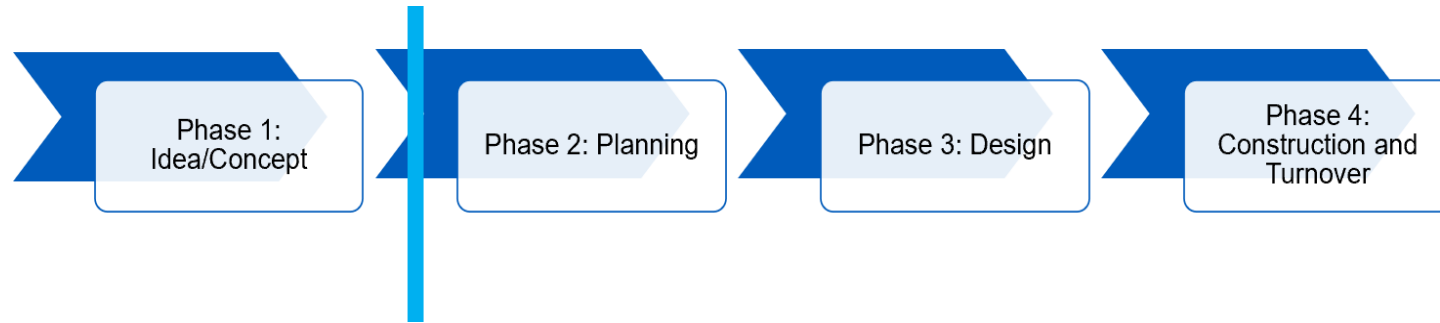 Phase 1:
Idea/Concept
Phase 2: Planning
Phase 3: Design
Phase 4:
Construction and
Turnover